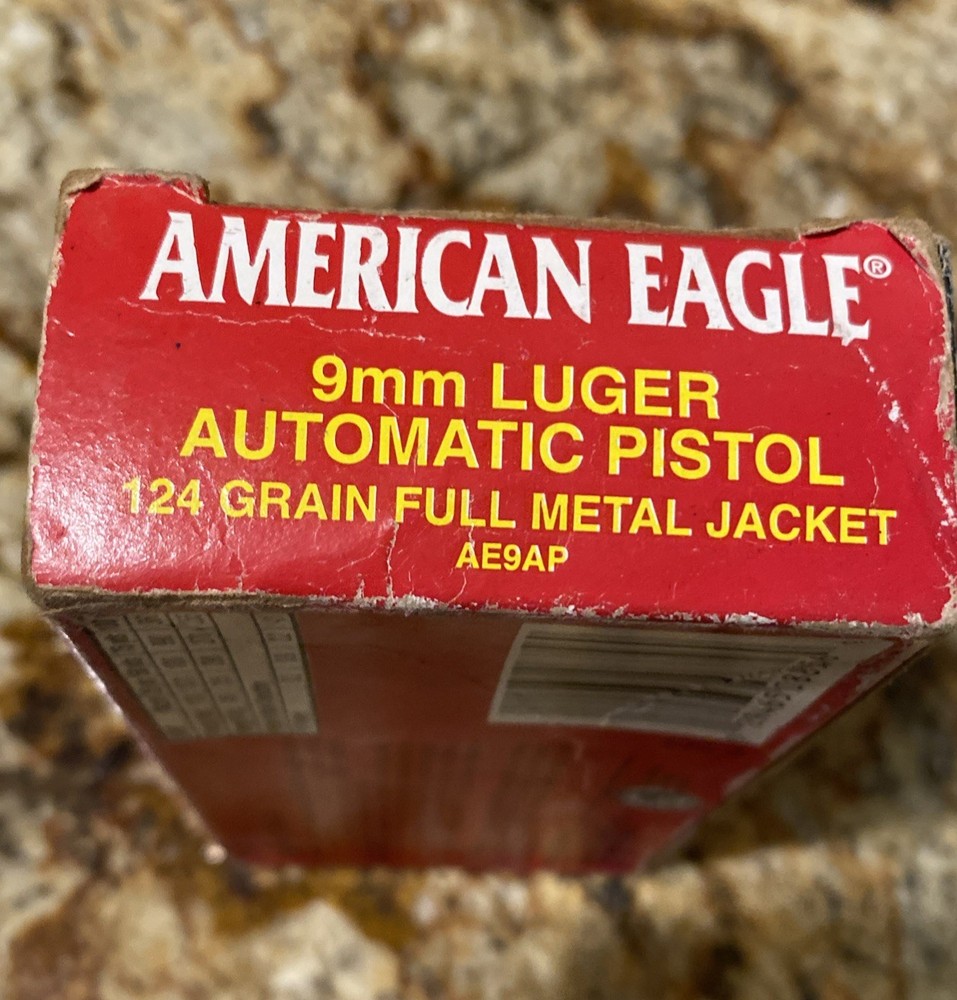 AMERICAN EAGLE®
9mm LUGER
AUTOMATIC PISTOL
124 GRAIN FULL METAL JACKET
AE9AP